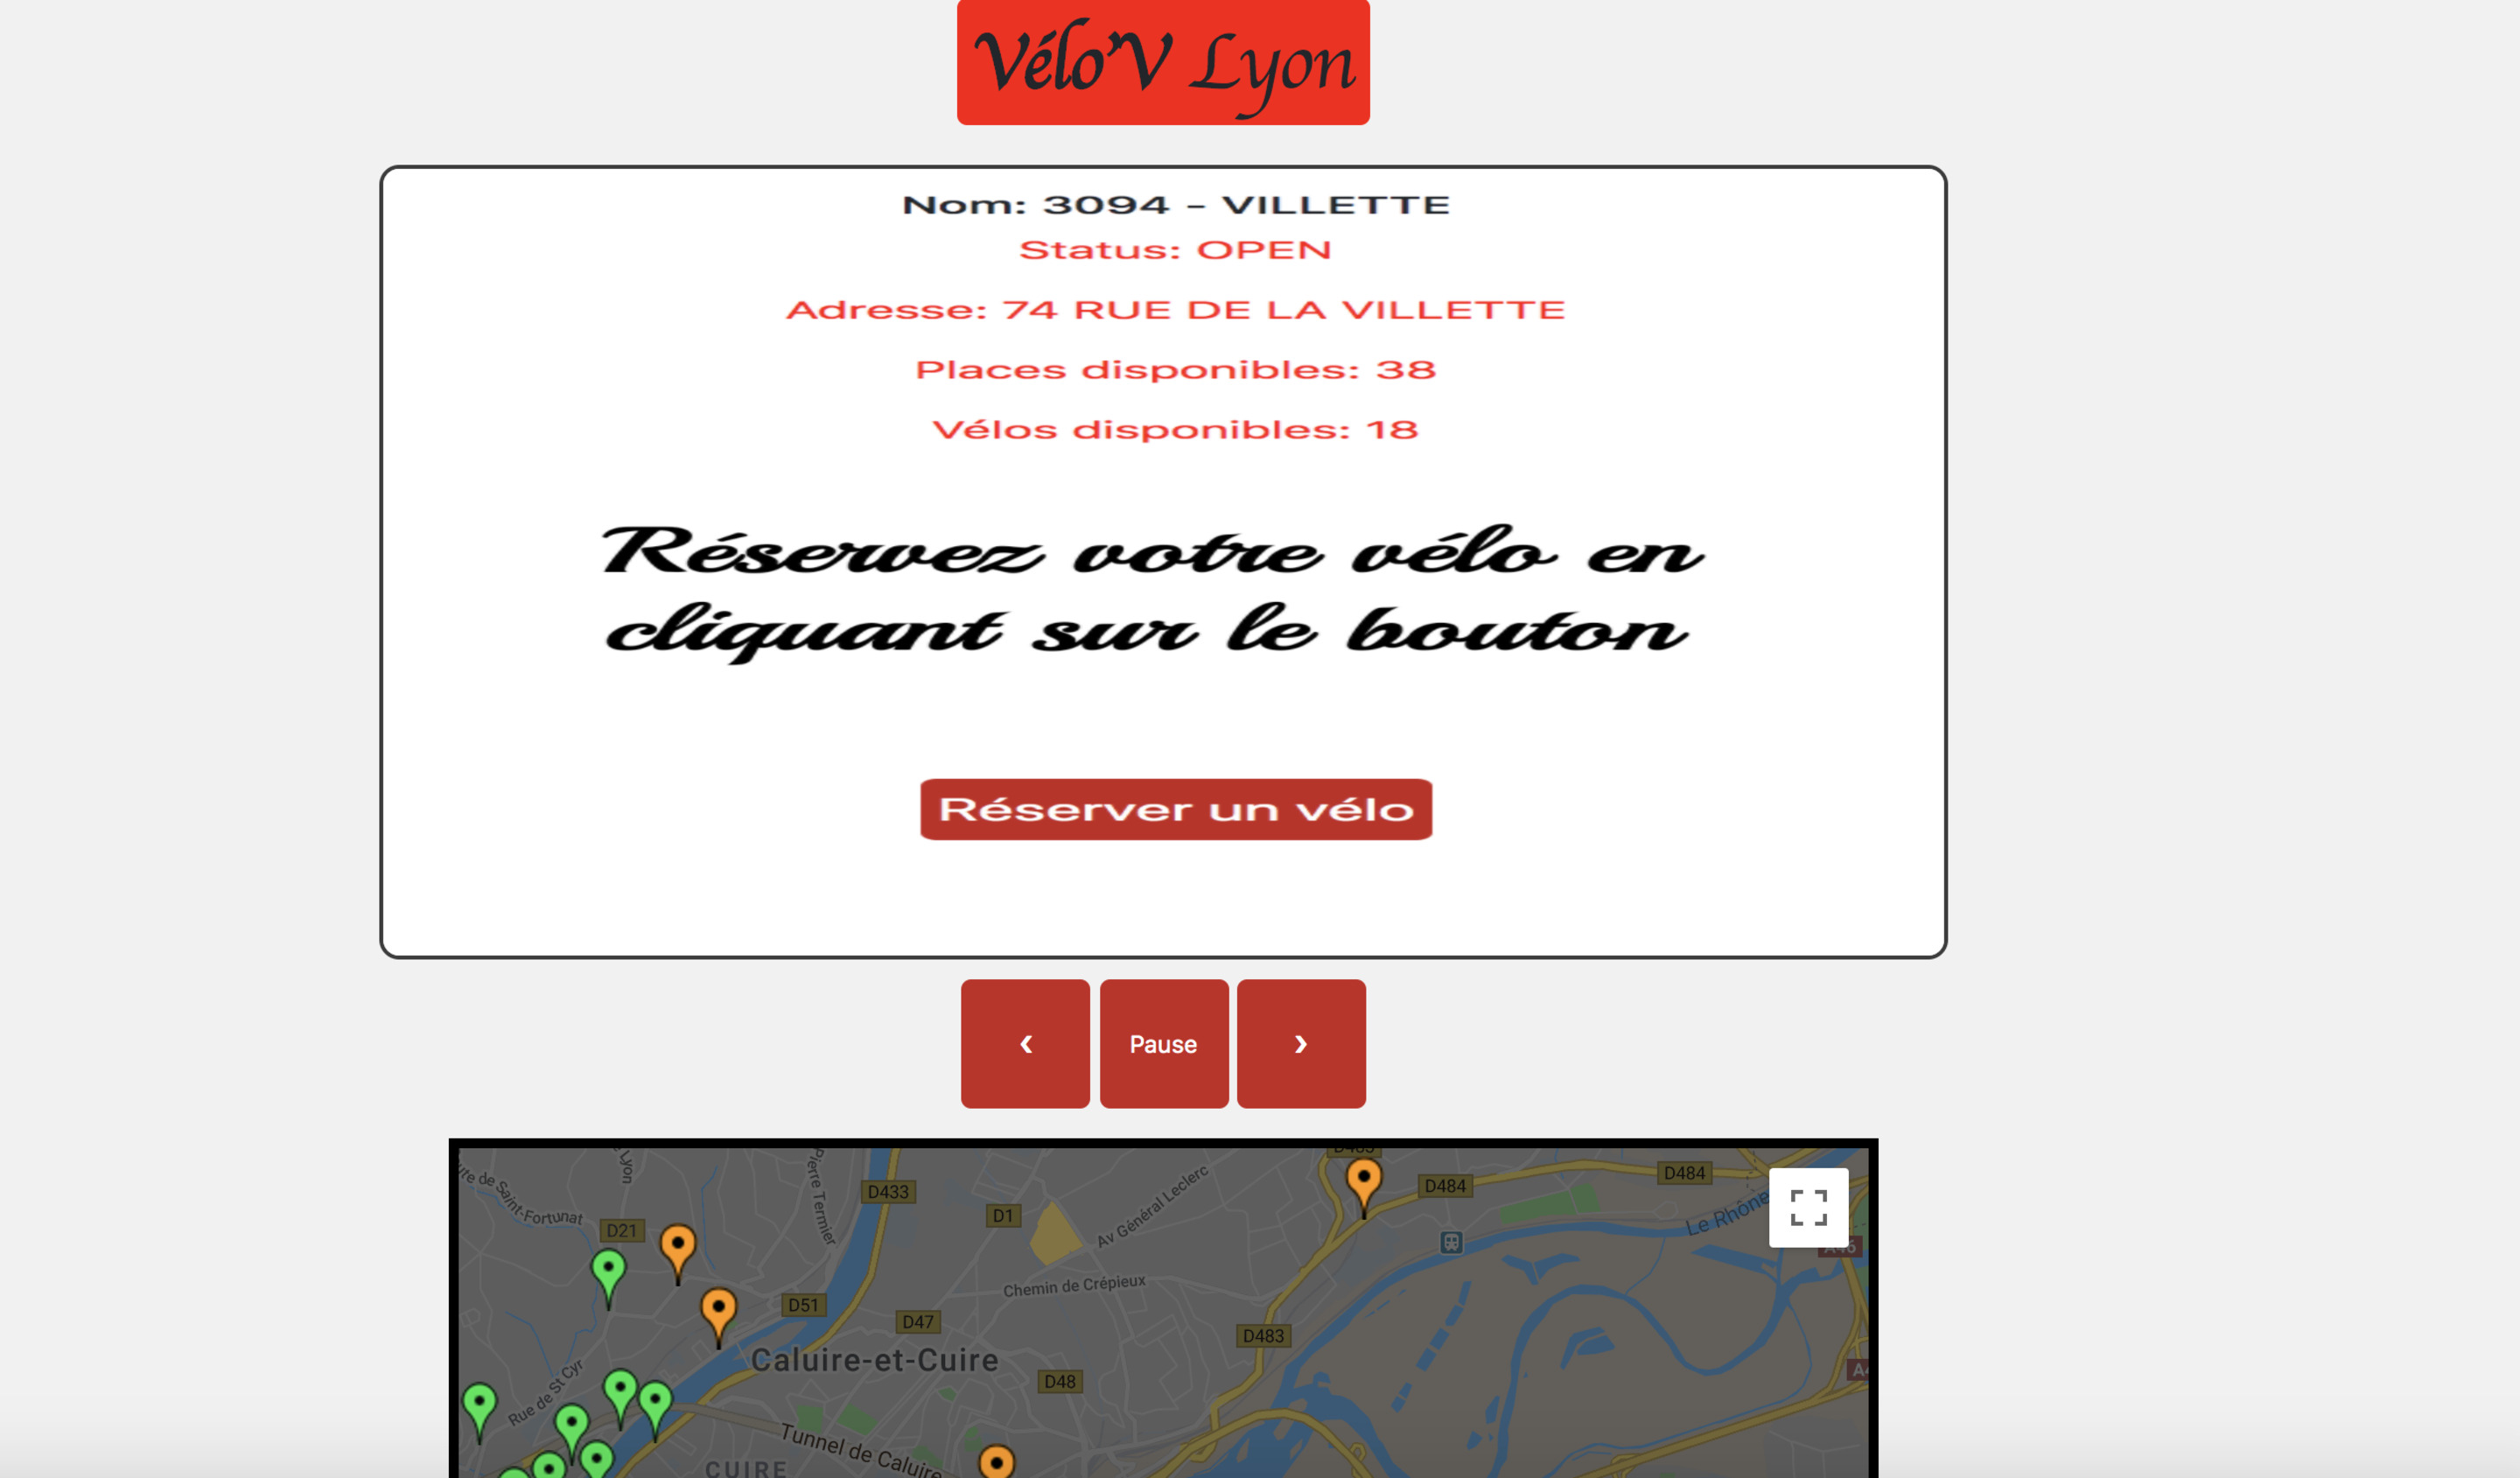 Vélo'V Lyon
Nom: 3094 - VILLETTE
Status: OPEN
Adresse: 74 RUE DE LA VILLETTE
Places disponibles: 38
Vélos disponibles: 18
Réservez votre vélo en
cliquant sur le bouton
Réserver un vélo
‹ Pause ›
Lyon
de Saint-Fortunat
Pierre Termier
D433
D1
Av Général Leclerc
D484
D484
Le Rhône
D21
Chemin de Crépieux
D51
D47
D483
Caluire-et-Cuire
D48
Rue de St Cyr
Tunnel de Caluire
CUIRE